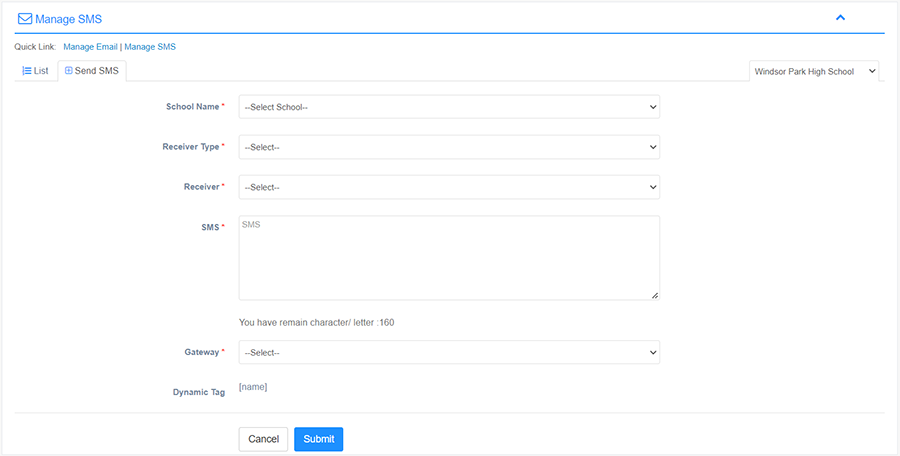 Manage SMS
Quick Link: Manage Email | Manage SMS
List Send SMS Windsor Park High School
School Name * --Select School--
Receiver Type * --Select--
Receiver * --Select--
SMS * SMS
You have remain character/ letter :160
Gateway * --Select--
Dynamic Tag [name]
Cancel Submit